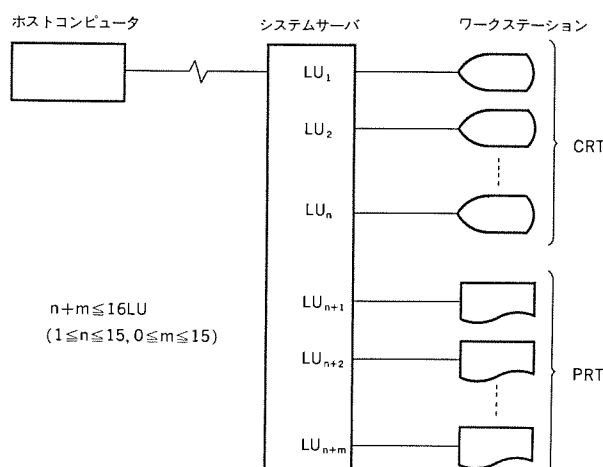 ホストコンピュータ
システムサーバ
ワークステーション
LU₁
LU₂
CRT
LUₙ
LUₙ₊₁
n+m≦16LU
(1≦n≦15, 0≦m≦15)
LUₙ₊₂
PRT
LUₙ₊ₘ